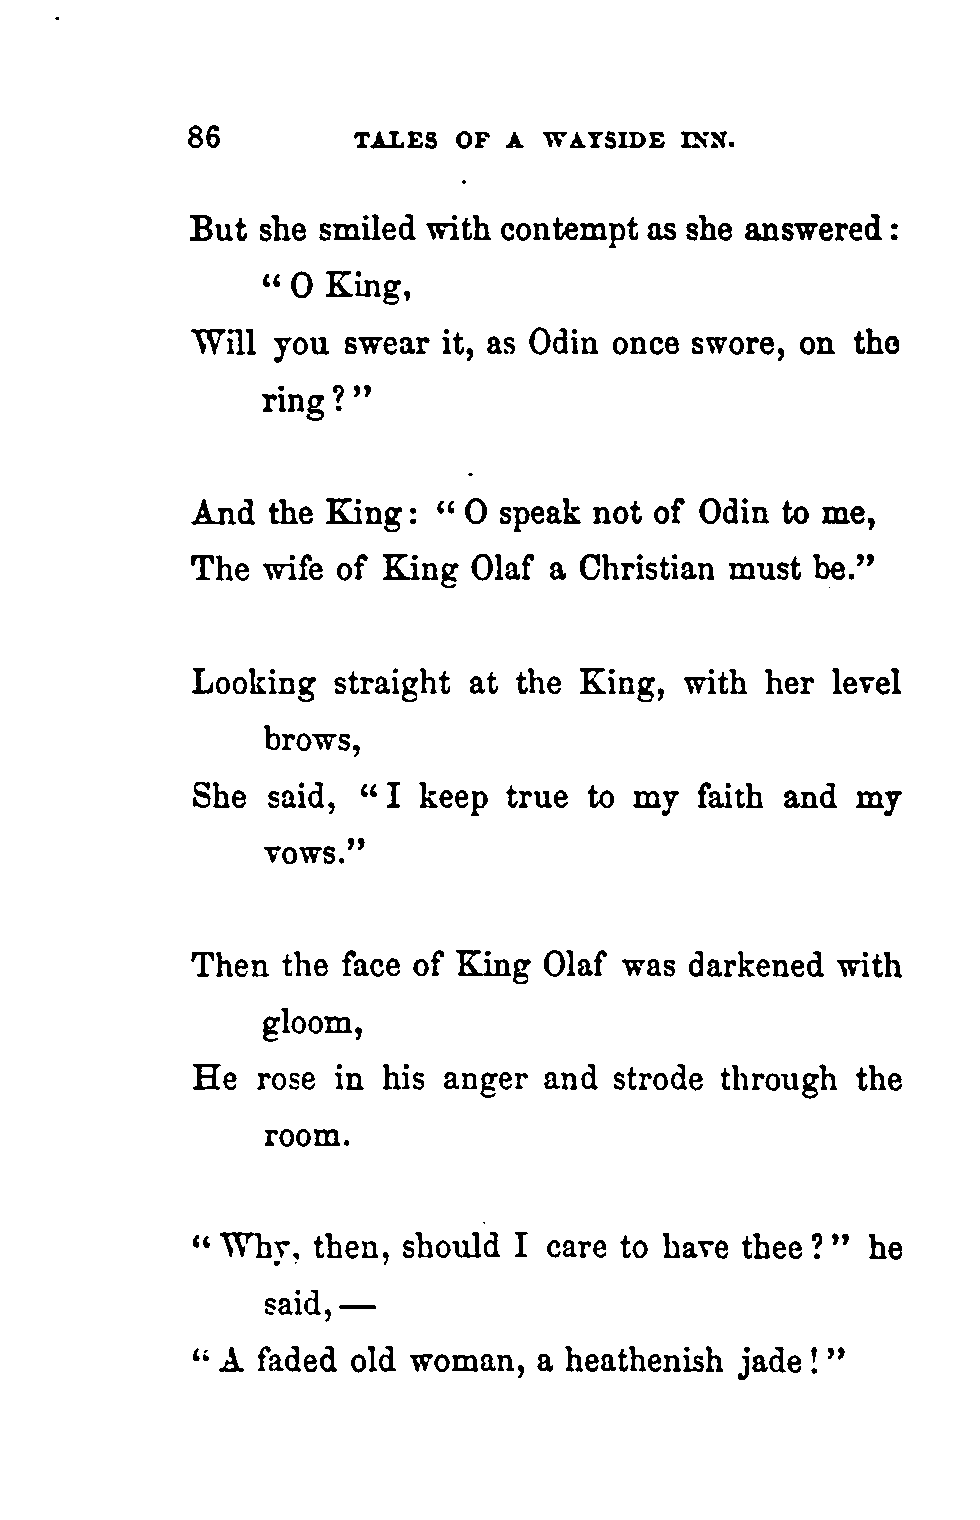 86 TALES OF A WAYSIDE INN.
But she smiled with contempt as she answered:
"O King,
Will you swear it, as Odin once swore, on the
ring?"
And the King: "O speak not of Odin to me,
The wife of King Olaf a Christian must be."
Looking straight at the King, with her level
brows,
She said, "I keep true to my faith and my
vows."
Then the face of King Olaf was darkened with
gloom,
He rose in his anger and strode through the
room.
"Why, then, should I care to have thee?" he
said,—
"A faded old woman, a heathenish jade!"